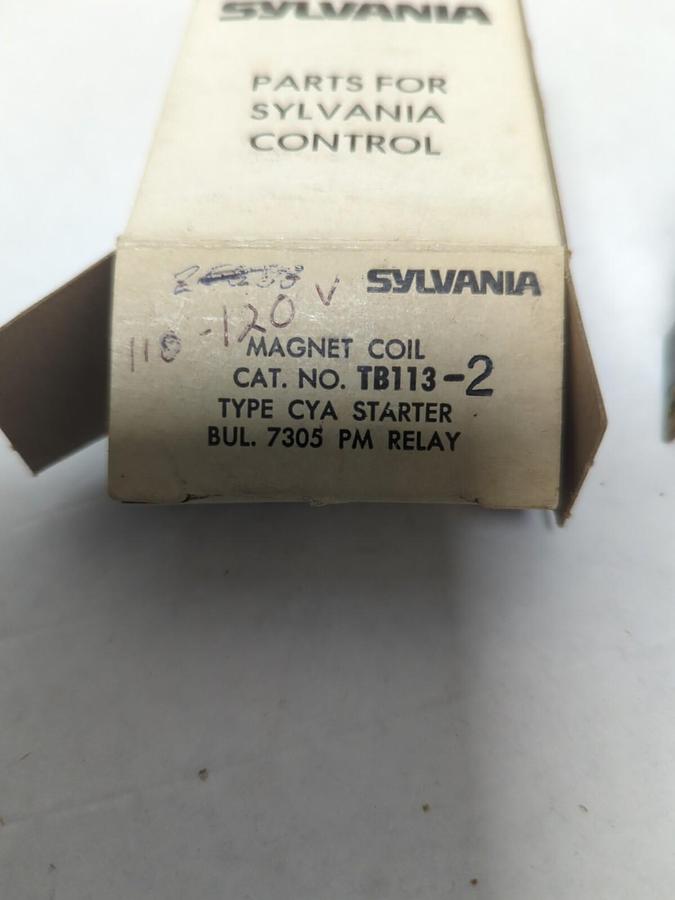 SYLVANIA
PARTS FOR
SYLVANIA
CONTROL
SYLVANIA
110-120 V
MAGNET COIL
CAT. NO. TB113-2
TYPE CYA STARTER
BUL. 7305 PM RELAY